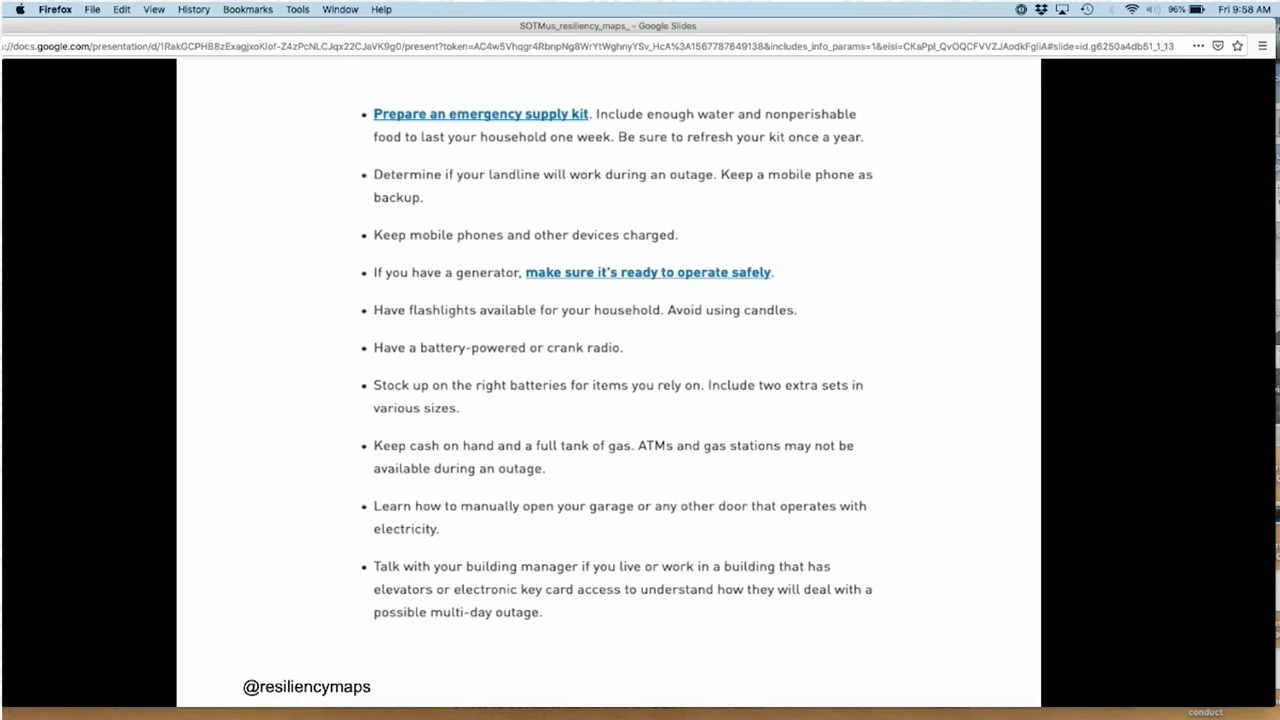 Firefox File Edit View History Bookmarks Tools Window Help 96% Fri 9:58 AM
SOTMus_resiliency_maps_ - Google Slides
Prepare an emergency supply kit. Include enough water and nonperishable
food to last your household one week. Be sure to refresh your kit once a year.
Determine if your landline will work during an outage. Keep a mobile phone as
backup.
Keep mobile phones and other devices charged.
If you have a generator, make sure it's ready to operate safely.
Have flashlights available for your household. Avoid using candles.
Have a battery-powered or crank radio.
Stock up on the right batteries for items you rely on. Include two extra sets in
various sizes.
Keep cash on hand and a full tank of gas. ATMs and gas stations may not be
available during an outage.
Learn how to manually open your garage or any other door that operates with
electricity.
Talk with your building manager if you live or work in a building that has
elevators or electronic key card access to understand how they will deal with a
possible multi-day outage.
@resiliencymaps
conduct